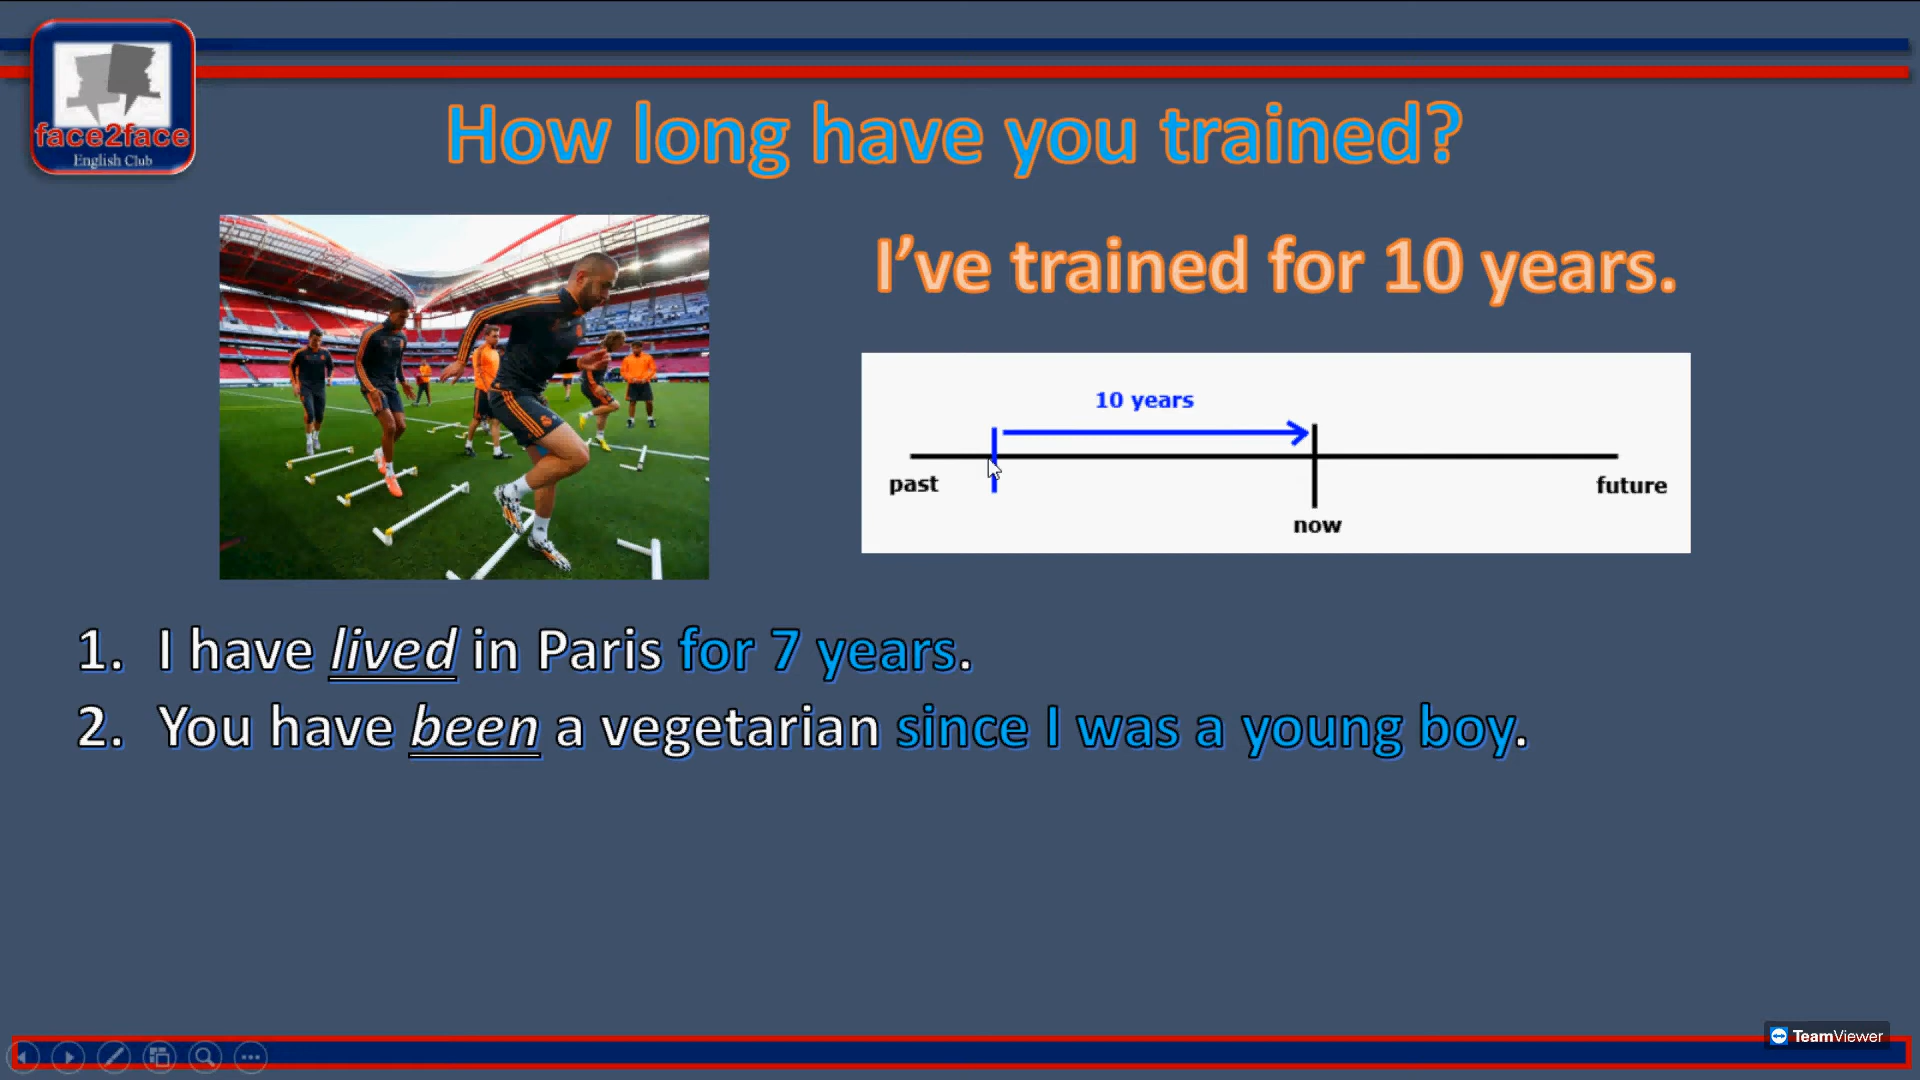 face2face
English Club
How long have you trained?
I've trained for 10 years.
10 years
past
now
future
1. I have lived in Paris for 7 years.
2. You have been a vegetarian since I was a young boy.
TeamViewer